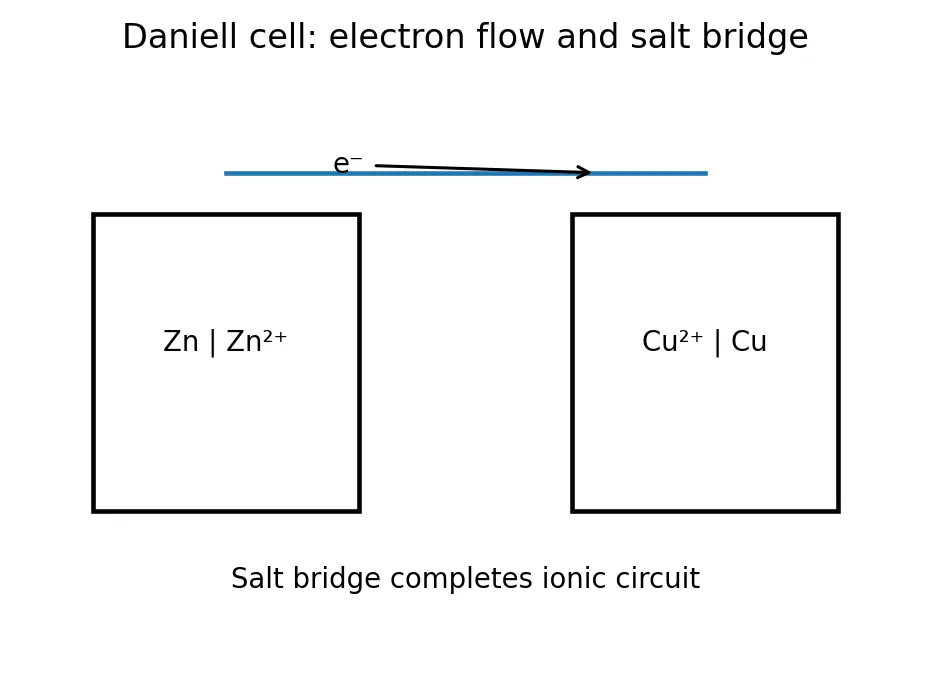 Daniell cell: electron flow and salt bridge
e⁻
Zn | Zn²⁺
Cu²⁺ | Cu
Salt bridge completes ionic circuit